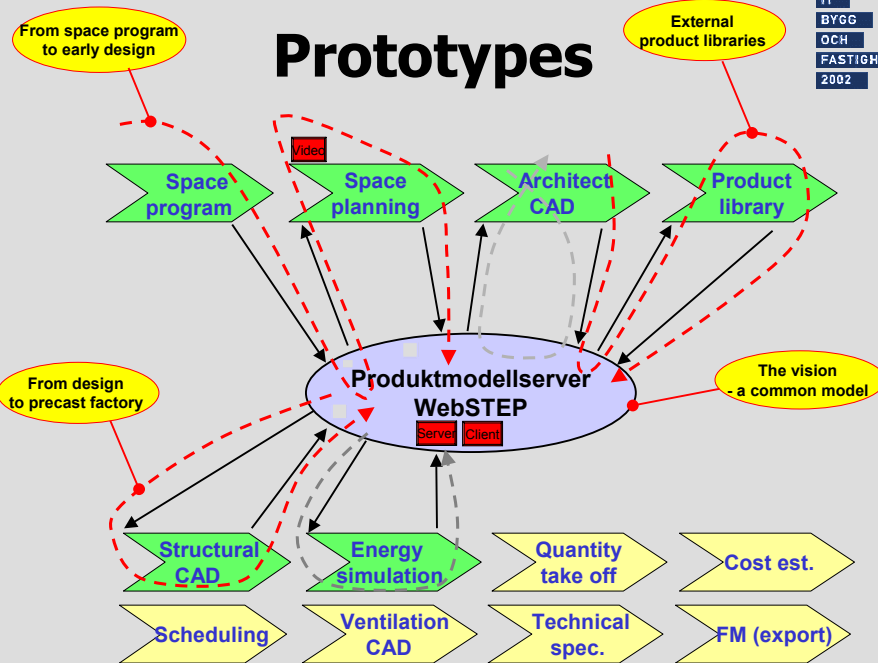 From space program
to early design
Prototypes
External
product libraries
IT
BYGG
OCH
FASTIGH
2002
Video
Space
program
Space
planning
Architect
CAD
Product
library
From design
to precast factory
Produktmodellserver
WebSTEP
Server
Client
The vision
- a common model
Structural
CAD
Energy
simulation
Quantity
take off
Cost est.
Scheduling
Ventilation
CAD
Technical
spec.
FM (export)